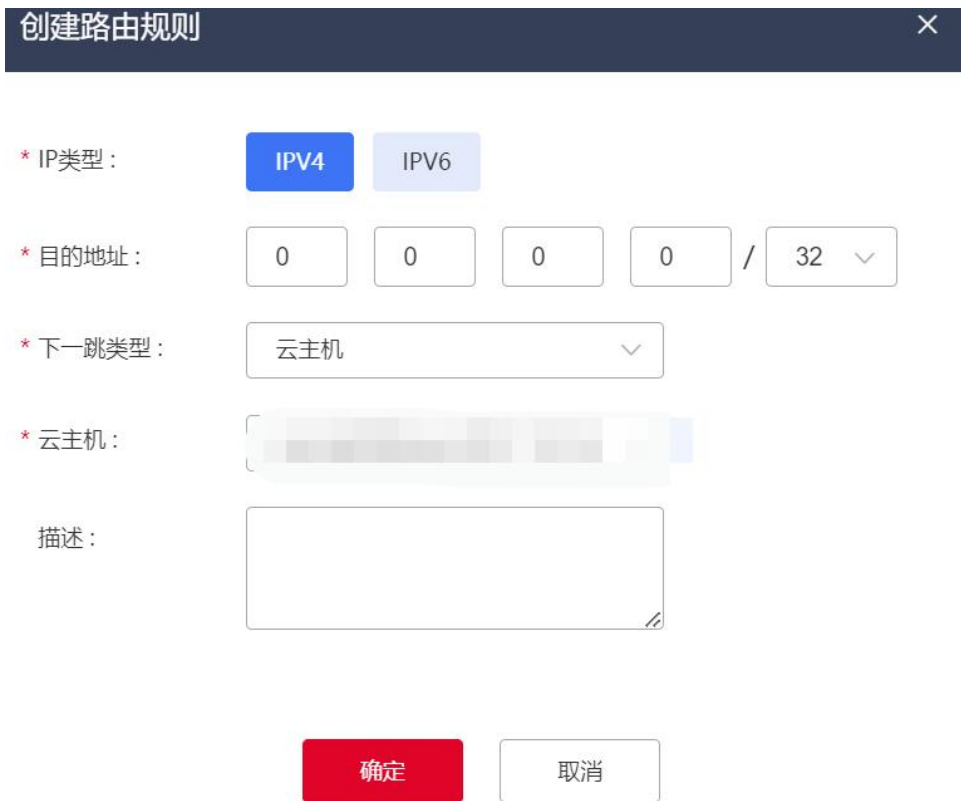 创建路由规则 ×
* IP类型： IPV4 IPV6
* 目的地址： 0 0 0 0 / 32
* 下一跳类型： 云主机
* 云主机：
描述：
确定 取消